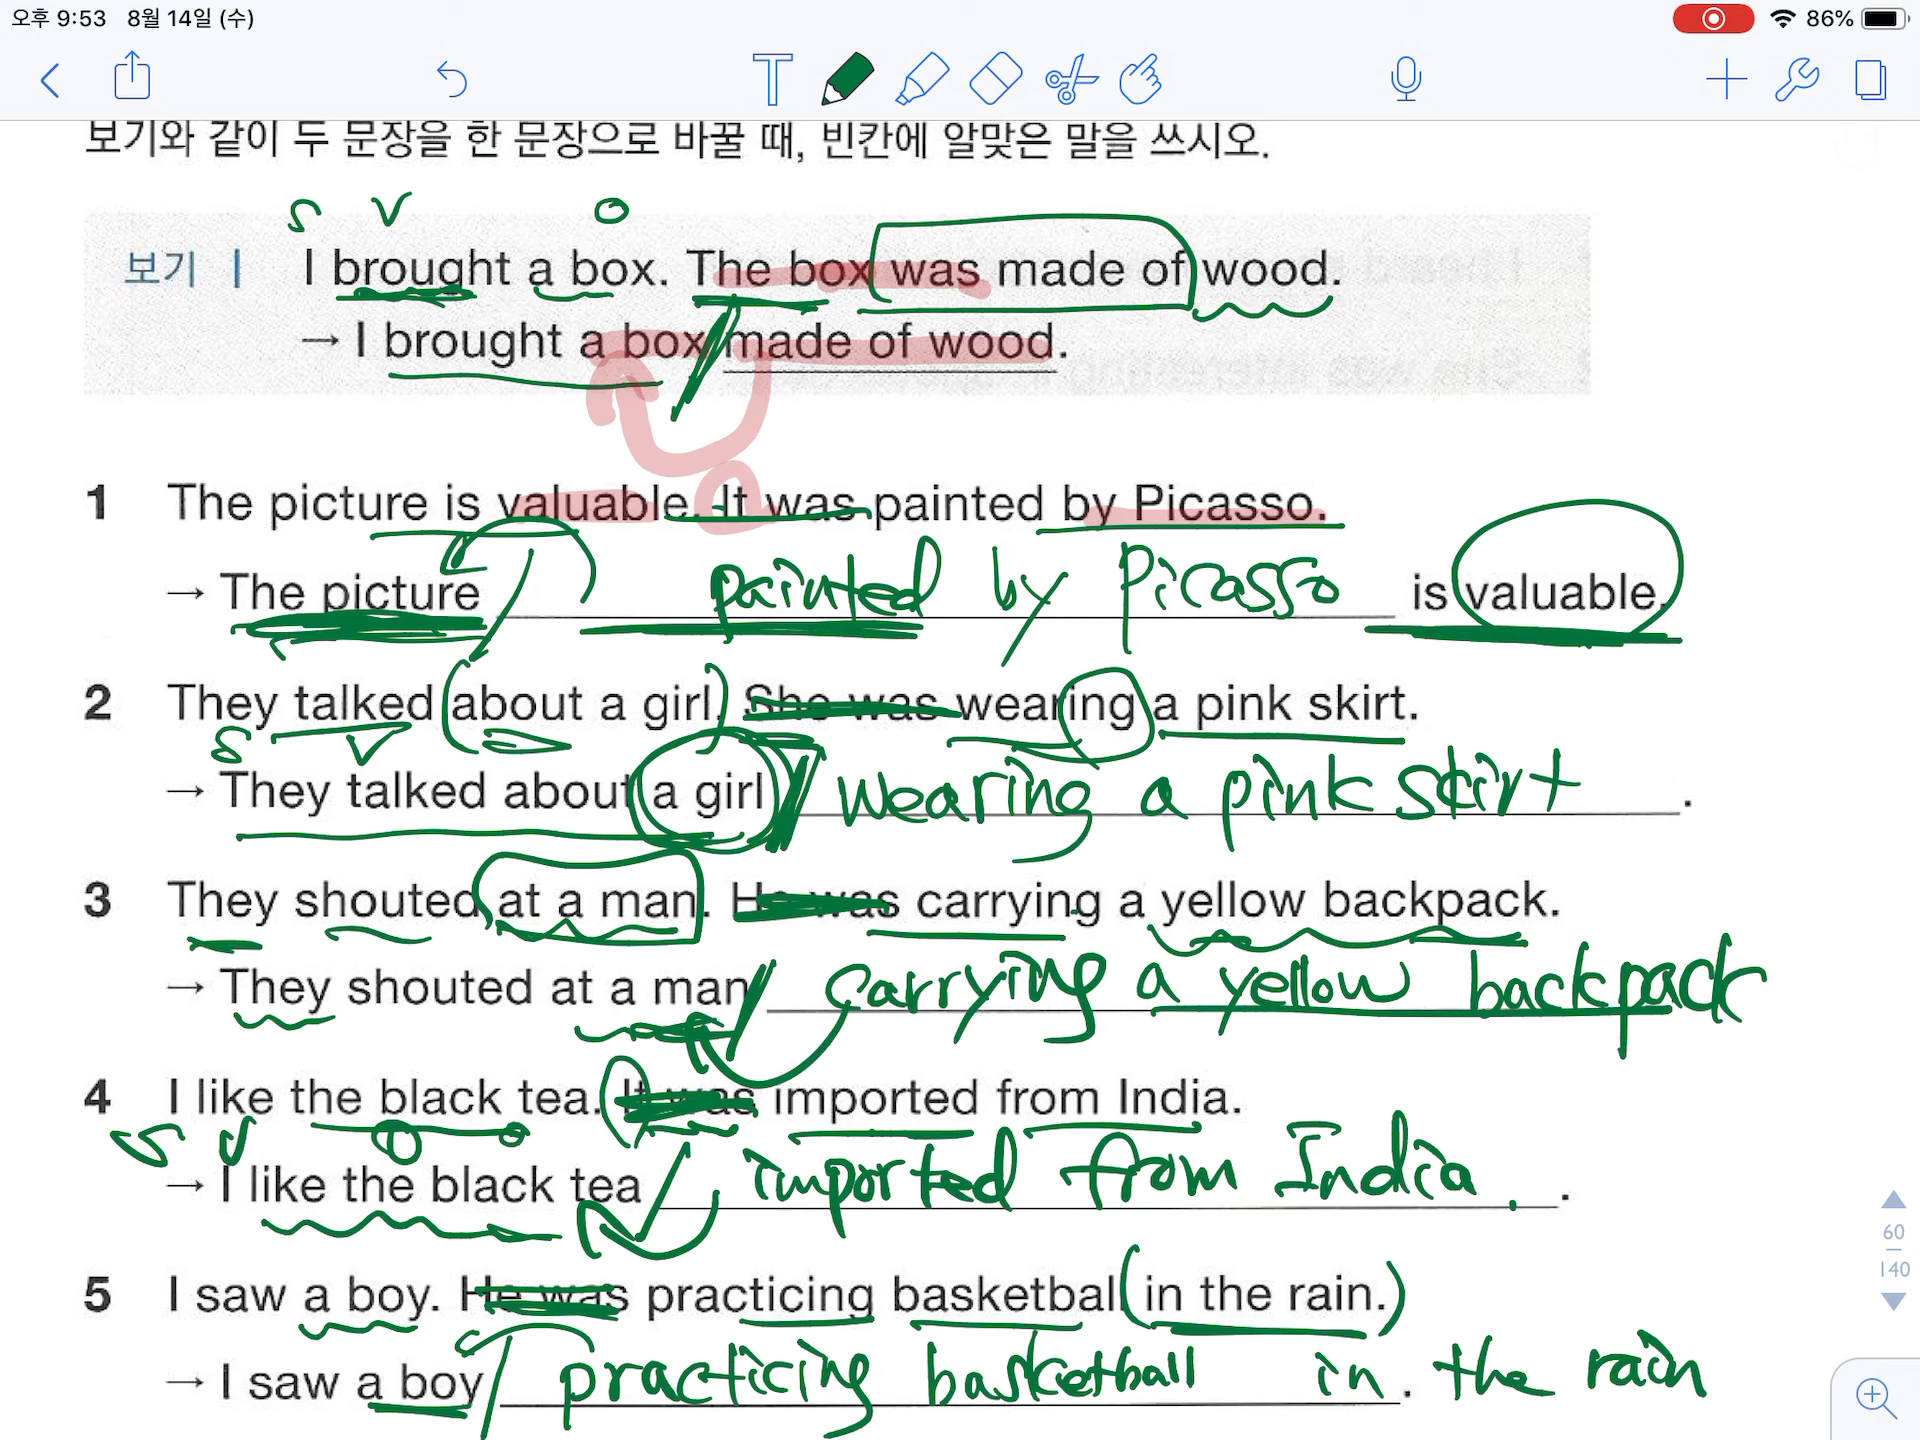 오후 9:53 8월 14일 (수) 86%
보기와 같이 두 문장을 한 문장으로 바꿀 때, 빈칸에 알맞은 말을 쓰시오.
S V O
보기 | I brought a box. The box was made of wood.
→ I brought a box made of wood.
1 The picture is valuable. It was painted by Picasso.
→ The picture painted by Picasso is valuable.
2 They talked about a girl. She was wearing a pink skirt.
S V
→ They talked about a girl wearing a pink skirt.
3 They shouted at a man. He was carrying a yellow backpack.
→ They shouted at a man carrying a yellow backpack
4 I like the black tea. It was imported from India.
S V O
→ I like the black tea imported from India.
5 I saw a boy. He was practicing basketball in the rain.
→ I saw a boy practicing basketball in. the rain
60
140